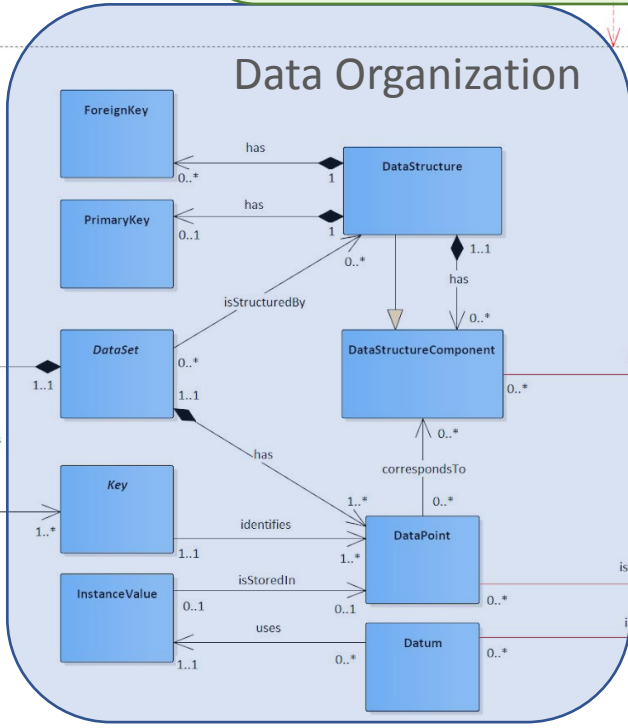 Data Organization
ForeignKey
has
0..*
1
DataStructure
PrimaryKey
has
0..1
1
0..*
1..1
has
isStructuredBy
0..*
DataSet
0..*
1..1
1..1
DataStructureComponent
0..*
0..*
has
correspondsTo
Key
1..*
0..*
1..*
identifies
1..1
1..*
DataPoint
InstanceValue
isStoredIn
0..1
0..1
0..*
is
uses
1..1
0..*
Datum
0..*